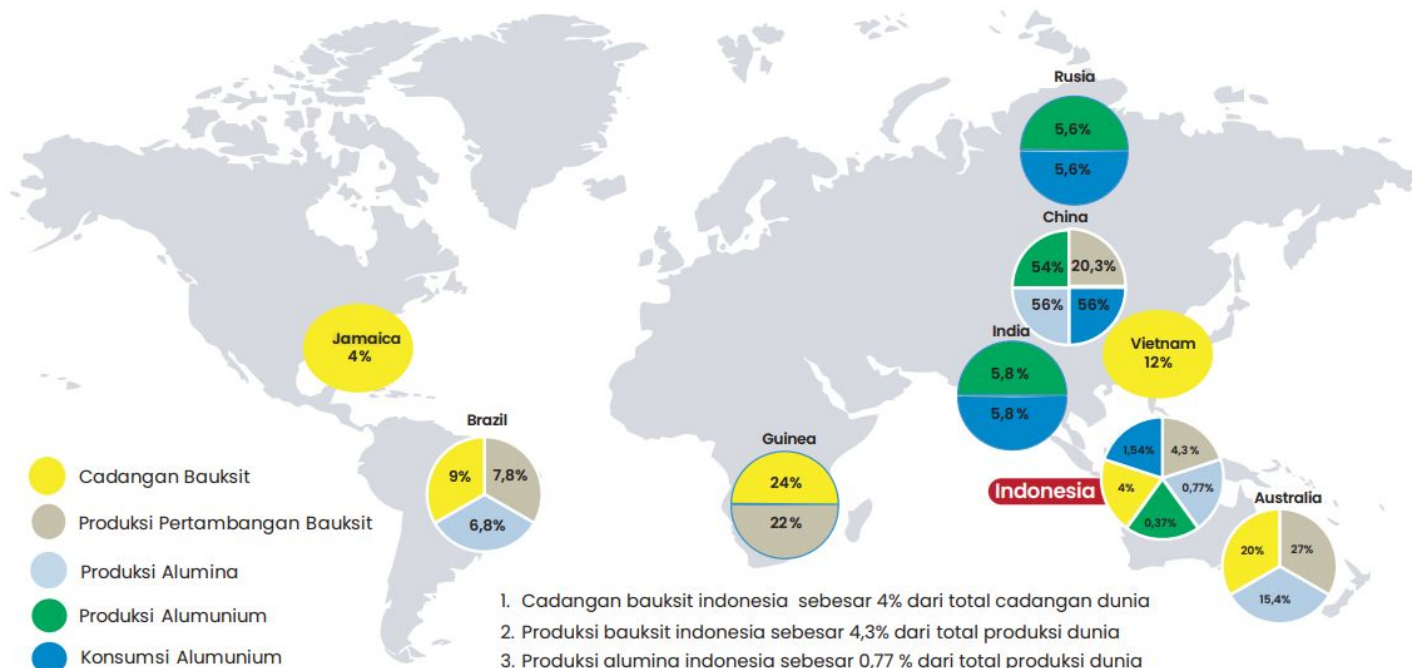 Rusia
5,6%
5,6%
China
54% 20,3%
56% 56%
Jamaica
4%
India
5,8%
5,8%
Vietnam
12%
Brazil
9% 7,8%
6,8%
Guinea
24%
22%
Indonesia
1,54% 4,3%
4% 0,77%
0,37%
Australia
20% 27%
15,4%
Cadangan Bauksit
Produksi Pertambangan Bauksit
Produksi Alumina
Produksi Alumunium
Konsumsi Alumunium
1. Cadangan bauksit indonesia sebesar 4% dari total cadangan dunia
2. Produksi bauksit indonesia sebesar 4,3% dari total produksi dunia
3. Produksi alumina indonesia sebesar 0,77 % dari total produksi dunia